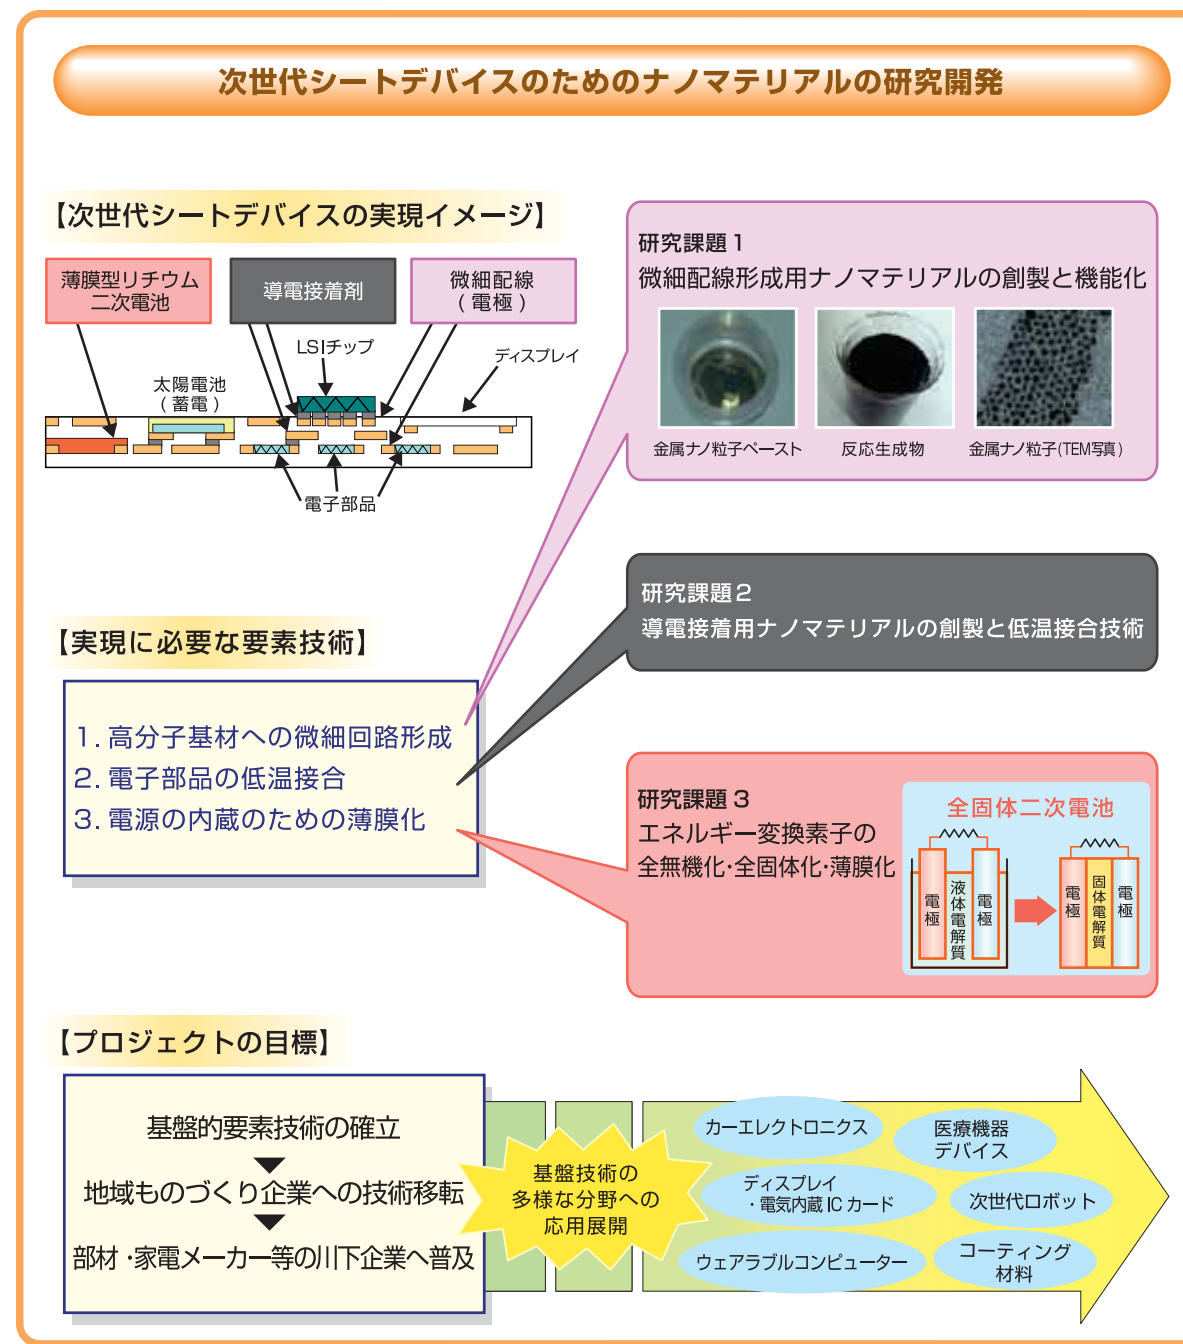 次世代シートデバイスのためのナノマテリアルの研究開発
【次世代シートデバイスの実現イメージ】
薄膜型リチウム
二次電池
導電接着剤
微細配線
(電極)
LSIチップ
ディスプレイ
太陽電池
(蓄電)
電子部品
研究課題1
微細配線形成用ナノマテリアルの創製と機能化
金属ナノ粒子ペースト
反応生成物
金属ナノ粒子(TEM写真)
研究課題2
導電接着用ナノマテリアルの創製と低温接合技術
【実現に必要な要素技術】
1. 高分子基材への微細回路形成
2. 電子部品の低温接合
3. 電源の内蔵のための薄膜化
研究課題3
エネルギー変換素子の
全無機化･全固体化･薄膜化
全固体二次電池
電極
液体電解質
電極
電極
固体電解質
電極
【プロジェクトの目標】
基盤的要素技術の確立
地域ものづくり企業への技術移転
部材・家電メーカー等の川下企業へ普及
基盤技術の
多様な分野への
応用展開
カーエレクトロニクス
医療機器
デバイス
ディスプレイ
・電気内蔵ICカード
次世代ロボット
ウェアラブルコンピューター
コーティング
材料